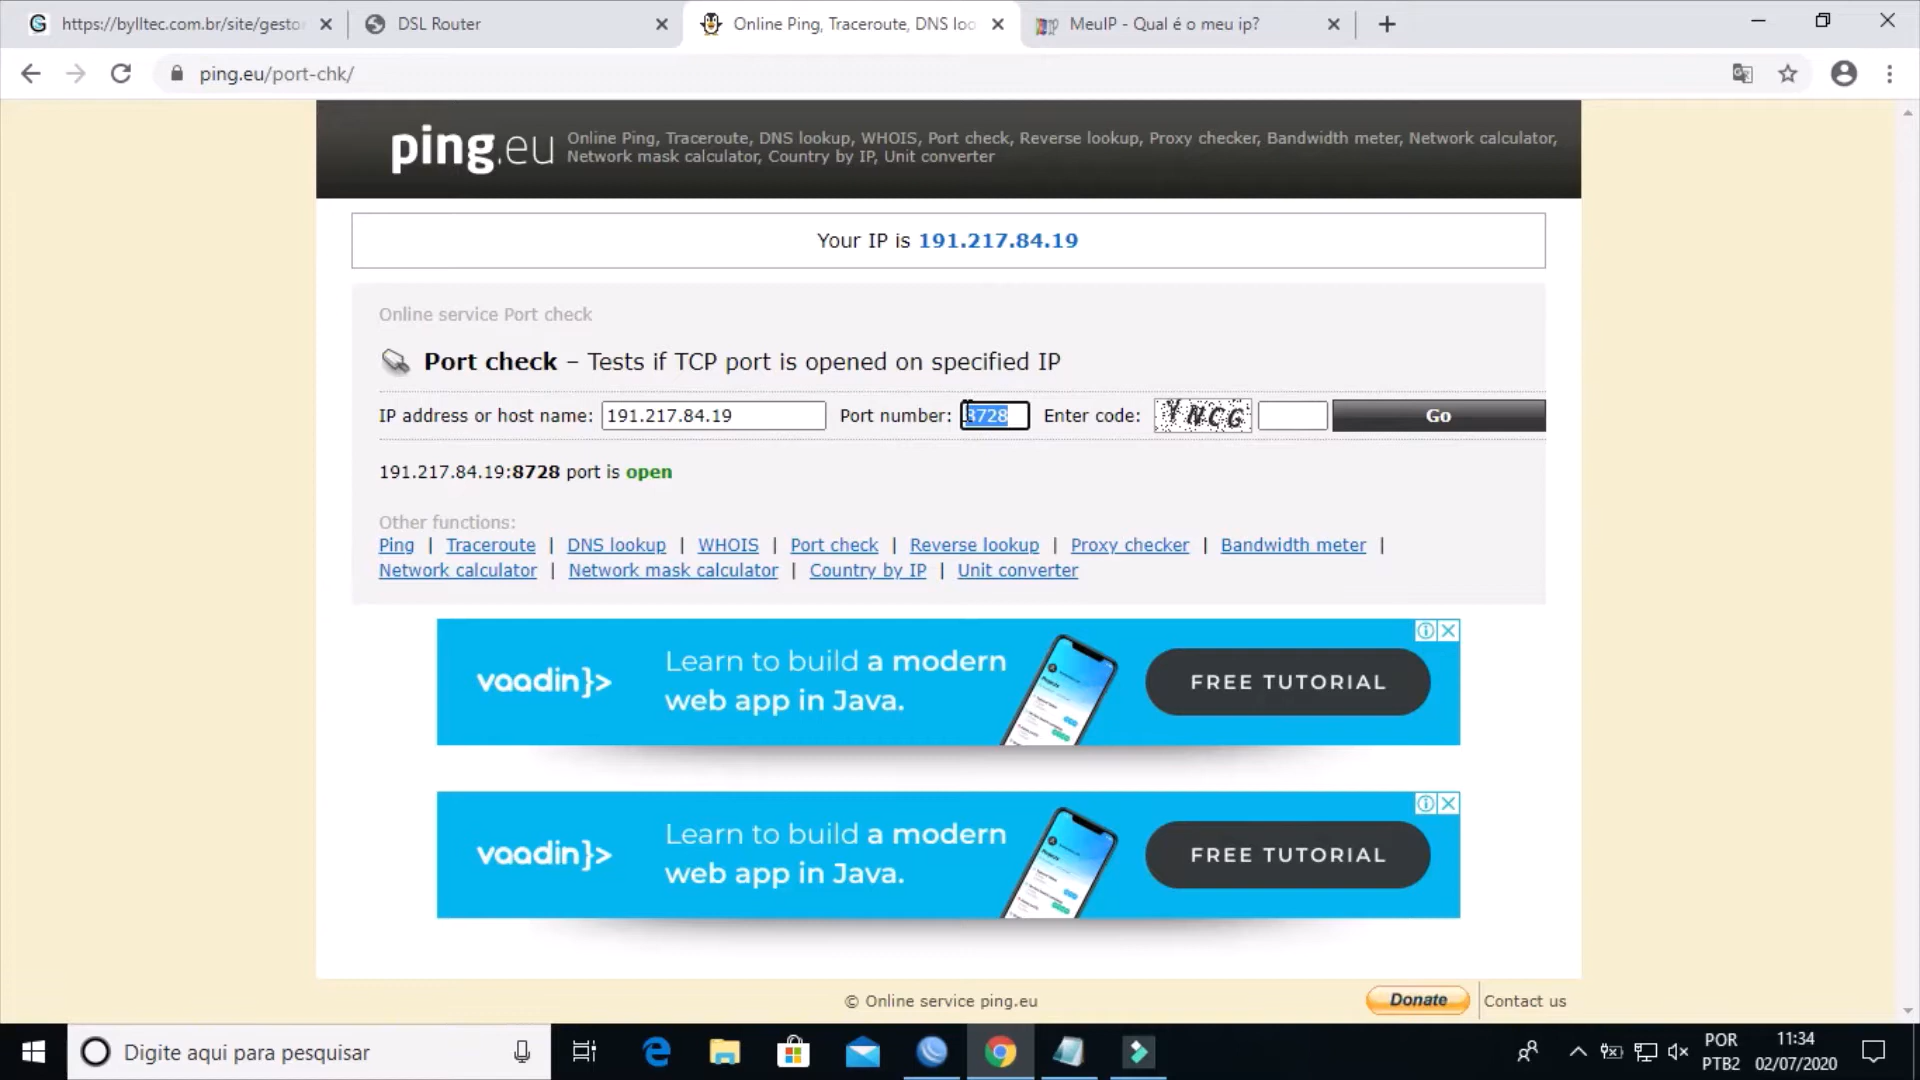 https://bylltec.com.br/site/gesto
DSL Router
Online Ping, Traceroute, DNS loo
MeuIP - Qual é o meu ip?
ping.eu/port-chk/
ping.eu
Online Ping, Traceroute, DNS lookup, WHOIS, Port check, Reverse lookup, Proxy checker, Bandwidth meter, Network calculator,
Network mask calculator, Country by IP, Unit converter
Your IP is 191.217.84.19
Online service Port check
Port check – Tests if TCP port is opened on specified IP
IP address or host name: 191.217.84.19 Port number: 8728 Enter code: YNCG Go
191.217.84.19:8728 port is open
Other functions:
Ping | Traceroute | DNS lookup | WHOIS | Port check | Reverse lookup | Proxy checker | Bandwidth meter |
Network calculator | Network mask calculator | Country by IP | Unit converter
vaadin}>
Learn to build a modern
web app in Java.
FREE TUTORIAL
vaadin}>
Learn to build a modern
web app in Java.
FREE TUTORIAL
© Online service ping.eu
Donate
Contact us
Digite aqui para pesquisar
POR
PTB2
11:34
02/07/2020